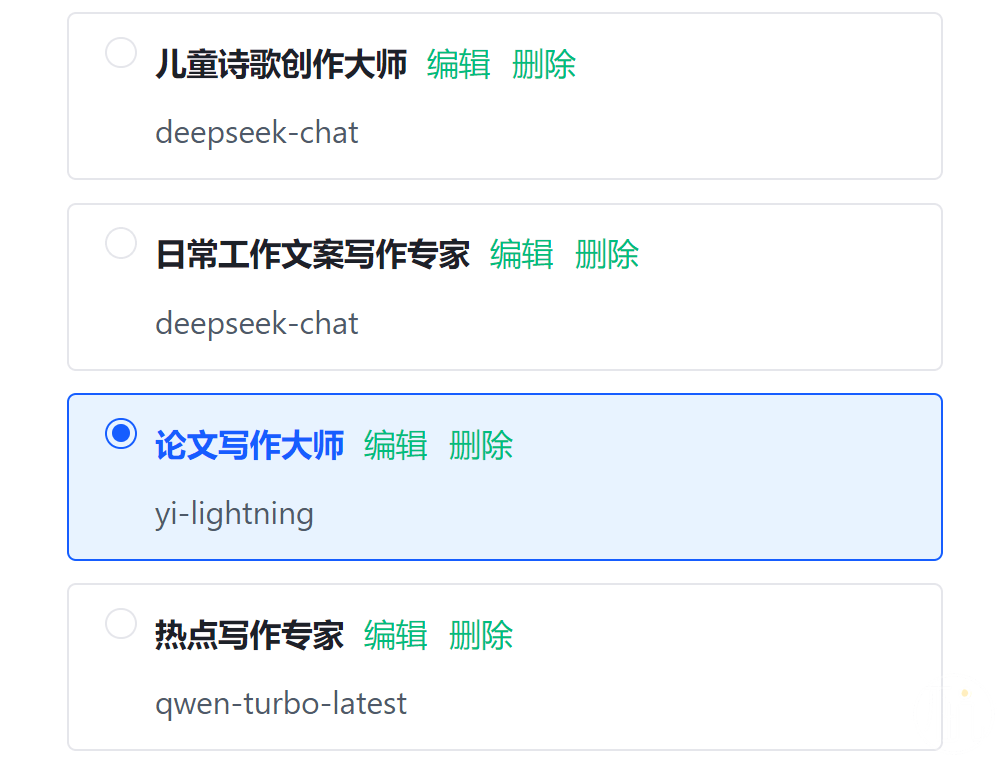 儿童诗歌创作大师 编辑 删除
deepseek-chat
日常工作文案写作专家 编辑 删除
deepseek-chat
论文写作大师 编辑 删除
yi-lightning
热点写作专家 编辑 删除
qwen-turbo-latest